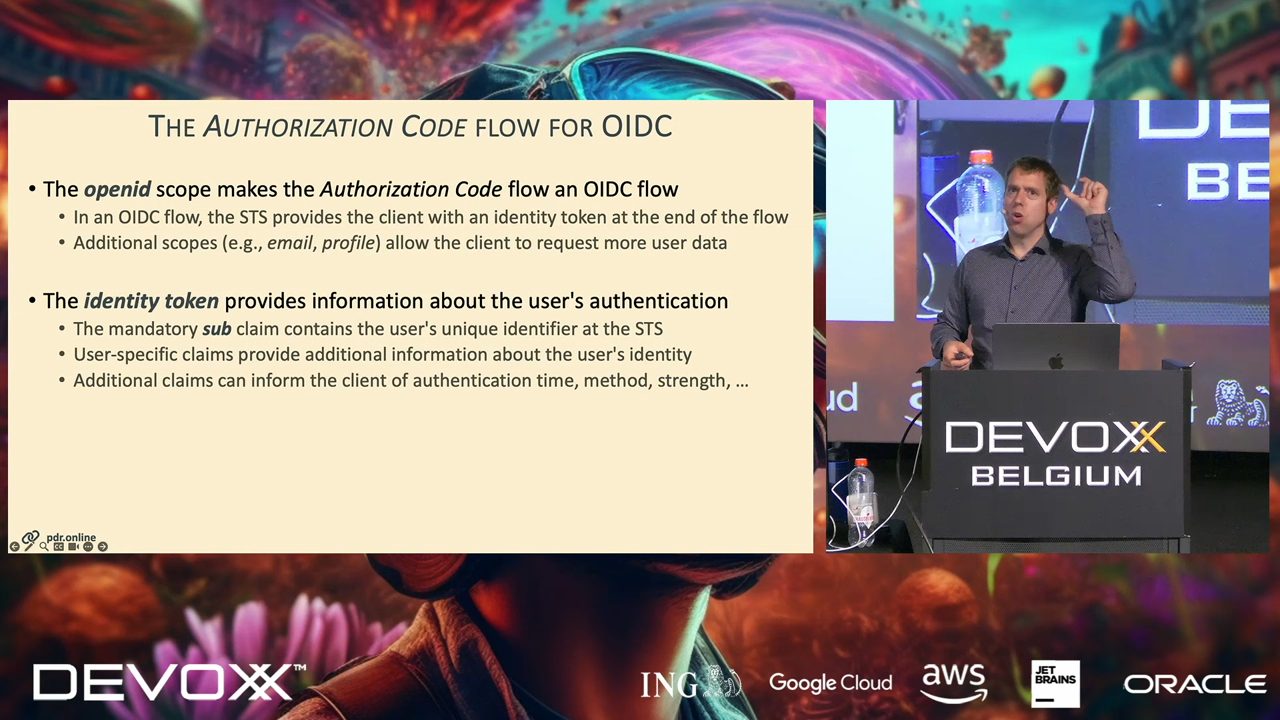 THE AUTHORIZATION CODE FLOW FOR OIDC
• The openid scope makes the Authorization Code flow an OIDC flow
• In an OIDC flow, the STS provides the client with an identity token at the end of the flow
• Additional scopes (e.g., email, profile) allow the client to request more user data
• The identity token provides information about the user's authentication
• The mandatory sub claim contains the user's unique identifier at the STS
• User-specific claims provide additional information about the user's identity
• Additional claims can inform the client of authentication time, method, strength, ...
pdr.online
DE
BE
ud
DEVOXX
BELGIUM
DEVOXX™
ING
Google Cloud
aws
JET
BRAINS
ORACLE